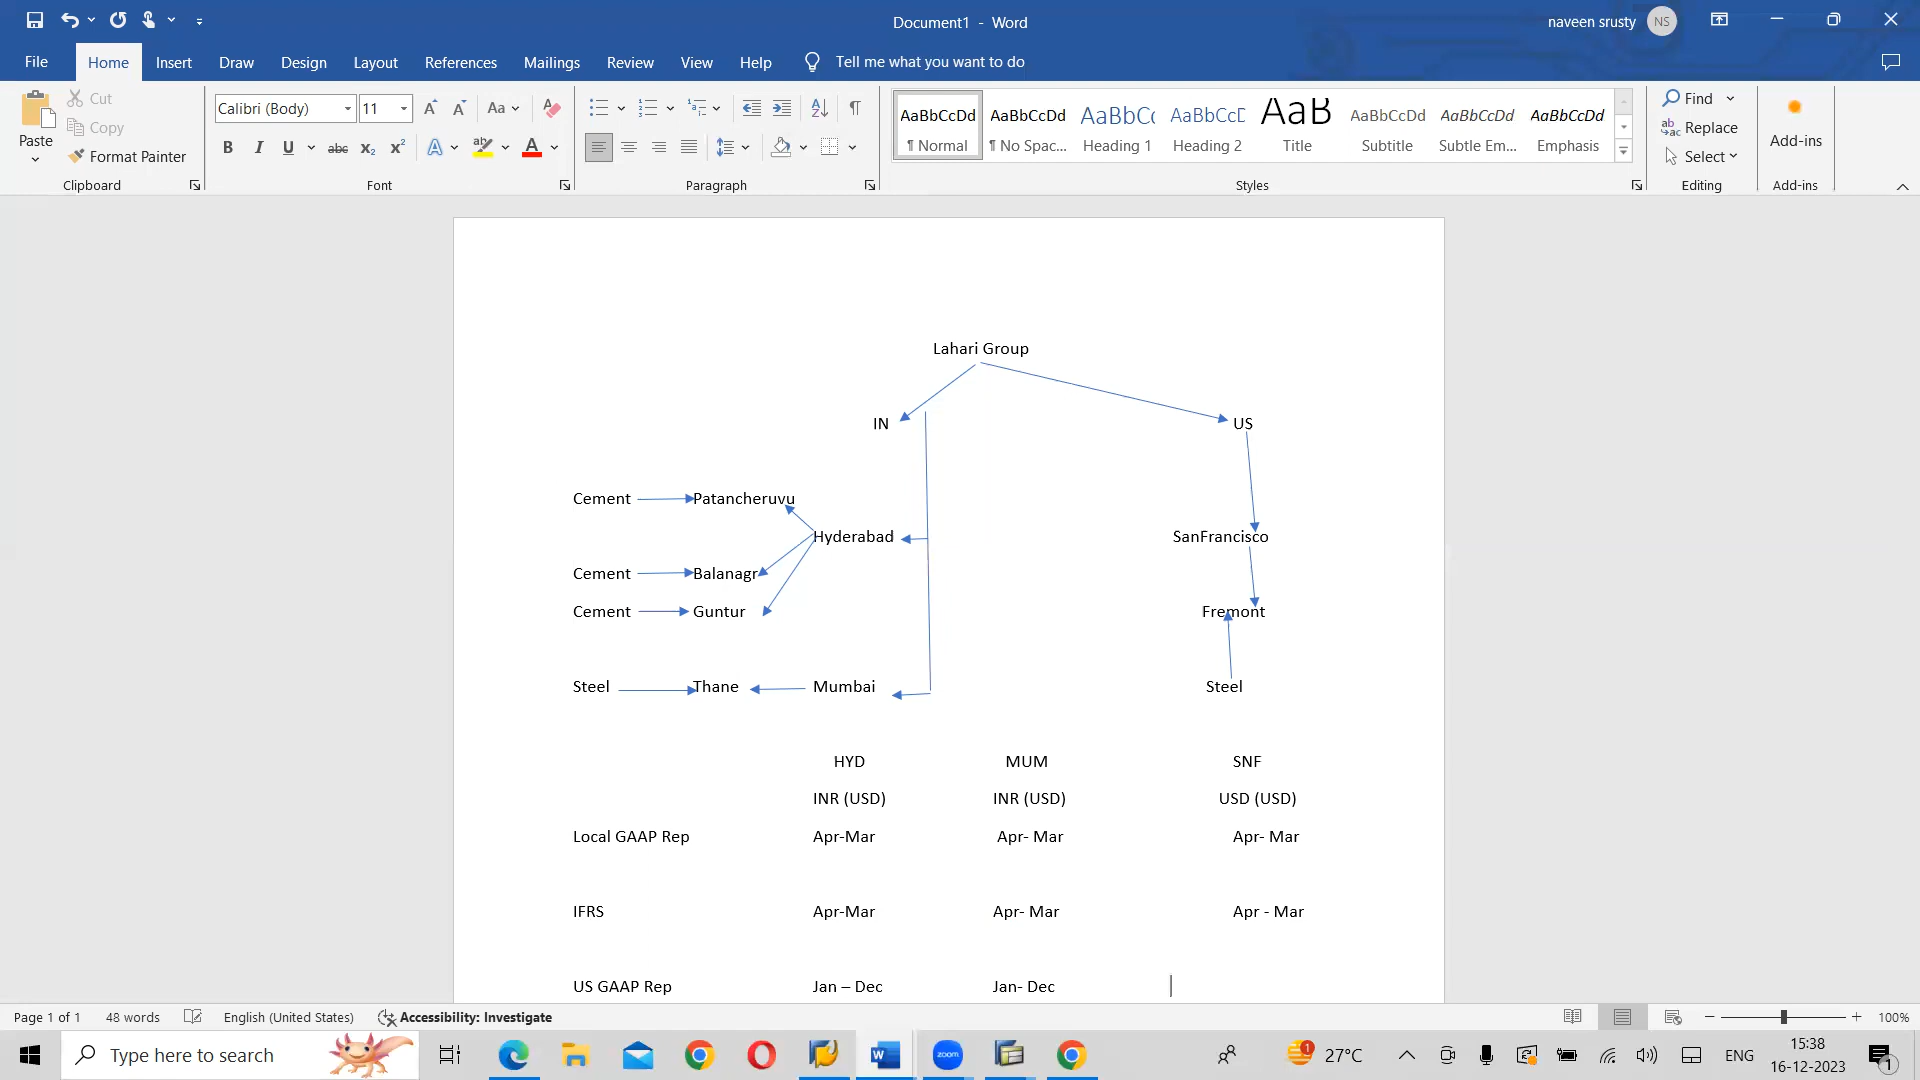 Document1 - Word
naveen srusty NS
File Home Insert Draw Design Layout References Mailings Review View Help Tell me what you want to do
Paste
Cut
Copy
Format Painter
Clipboard
Calibri (Body) 11
Font
Paragraph
AaBbCcDd AaBbCcDd AaBbCc AaBbCcC AaB AaBbCcDd AaBbCcDd AaBbCcDd
¶ Normal ¶ No Spac... Heading 1 Heading 2 Title Subtitle Subtle Em... Emphasis
Styles
Find
Replace
Select
Editing
Add-ins
Add-ins
Lahari Group
IN US
Cement Patancheruvu
Hyderabad SanFrancisco
Cement Balanagr
Cement Guntur Fremont
Steel Thane Mumbai Steel
HYD MUM SNF
INR (USD) INR (USD) USD (USD)
Local GAAP Rep Apr-Mar Apr- Mar Apr- Mar
IFRS Apr-Mar Apr- Mar Apr - Mar
US GAAP Rep Jan – Dec Jan- Dec
Page 1 of 1 48 words English (United States) Accessibility: Investigate 100%
Type here to search
zoom
1
27°C
ENG
15:38
16-12-2023
1